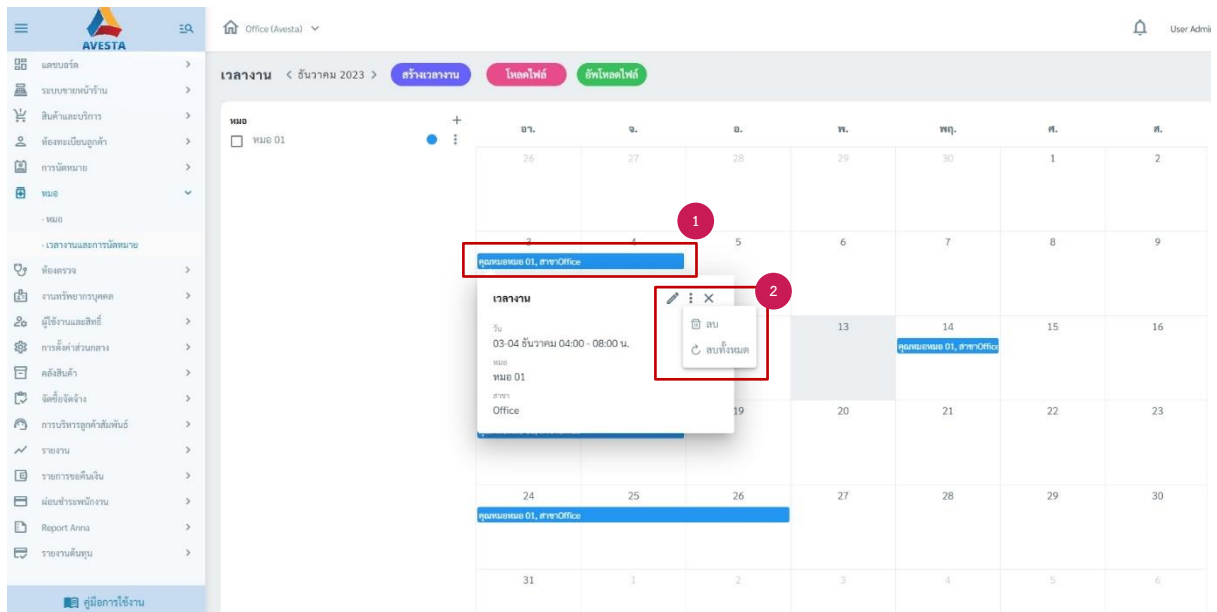 AVESTA
Office (Avesta)
User Admi
แดชบอร์ด
ระบบขายหน้าร้าน
สินค้าและบริการ
ห้องทะเบียนลูกค้า
การนัดหมาย
หมอ
- หมอ
- เวลางานและการนัดหมาย
ห้องตรวจ
งานทรัพยากรบุคคล
ผู้ใช้งานและสิทธิ์
การตั้งค่าส่วนกลาง
คลังสินค้า
จัดซื้อจัดจ้าง
การบริหารลูกค้าสัมพันธ์
รายงาน
รายการขอคืนเงิน
ผ่อนชำระพนักงาน
Report Anna
รายงานต้นทุน
คู่มือการใช้งาน
เวลางาน < ธันวาคม 2023 > สร้างเวลางาน โหลดไฟล์ อัพโหลดไฟล์
หมอ +
หมอ 01
อา. จ. อ. พ. พฤ. ศ. ส.
26 27 28 29 30 1 2
1
3 4 5 6 7 8 9
คุณหมอหมอ 01, สาขาOffice
2
เวลางาน
ลบ
ลบทั้งหมด
วัน
03-04 ธันวาคม 04:00 - 08:00 น.
หมอ
หมอ 01
สาขา
Office
13 14 15 16
คุณหมอหมอ 01, สาขาOffice
19 20 21 22 23
24 25 26 27 28 29 30
คุณหมอหมอ 01, สาขาOffice
31 1 2 3 4 5 6